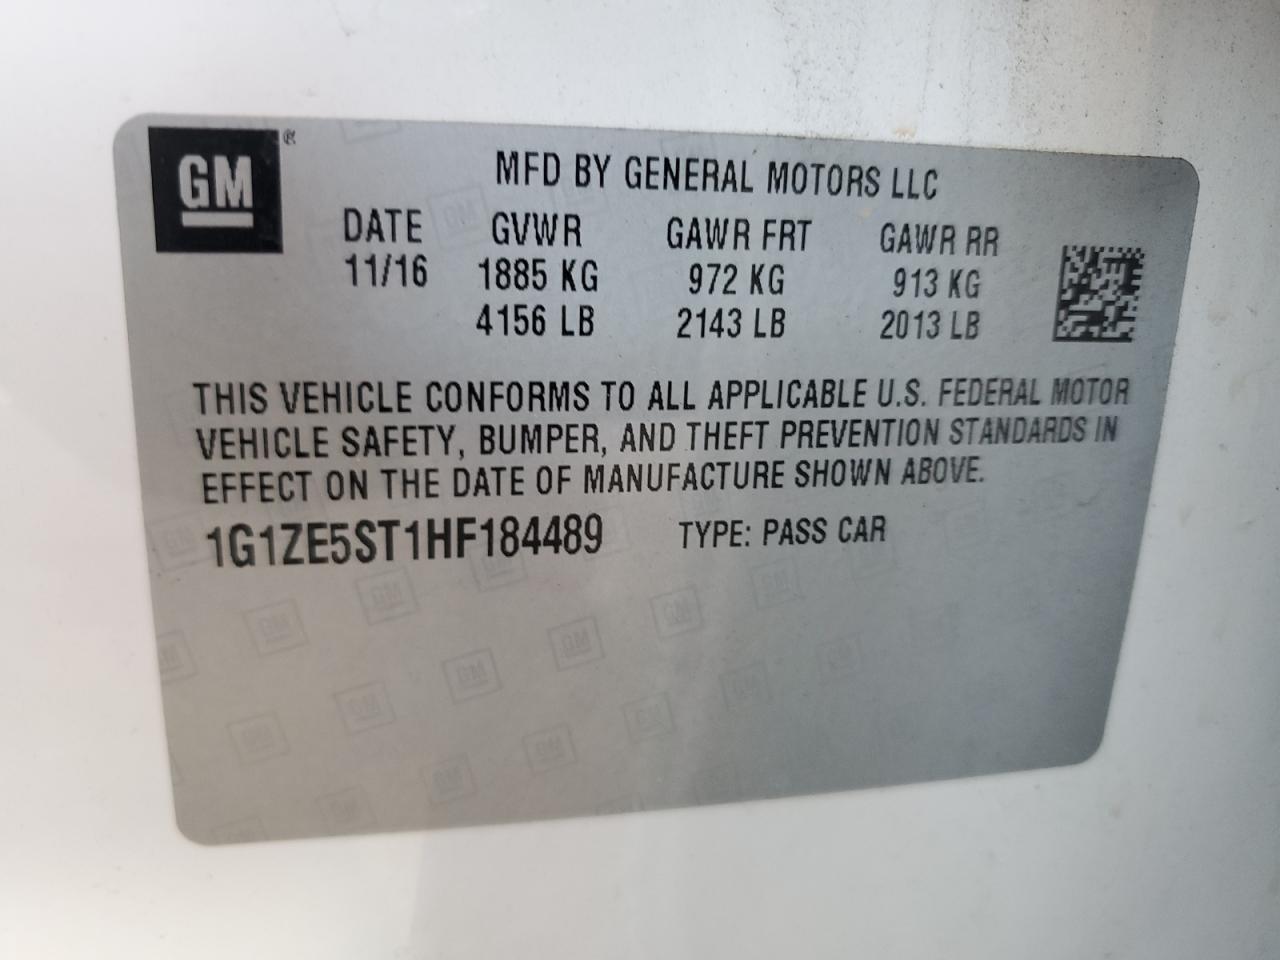 GM ®
MFD BY GENERAL MOTORS LLC
DATE GVWR GAWR FRT GAWR RR
11/16 1885 KG 972 KG 913 KG
4156 LB 2143 LB 2013 LB
THIS VEHICLE CONFORMS TO ALL APPLICABLE U.S. FEDERAL MOTOR
VEHICLE SAFETY, BUMPER, AND THEFT PREVENTION STANDARDS IN
EFFECT ON THE DATE OF MANUFACTURE SHOWN ABOVE.
1G1ZE5ST1HF184489 TYPE: PASS CAR